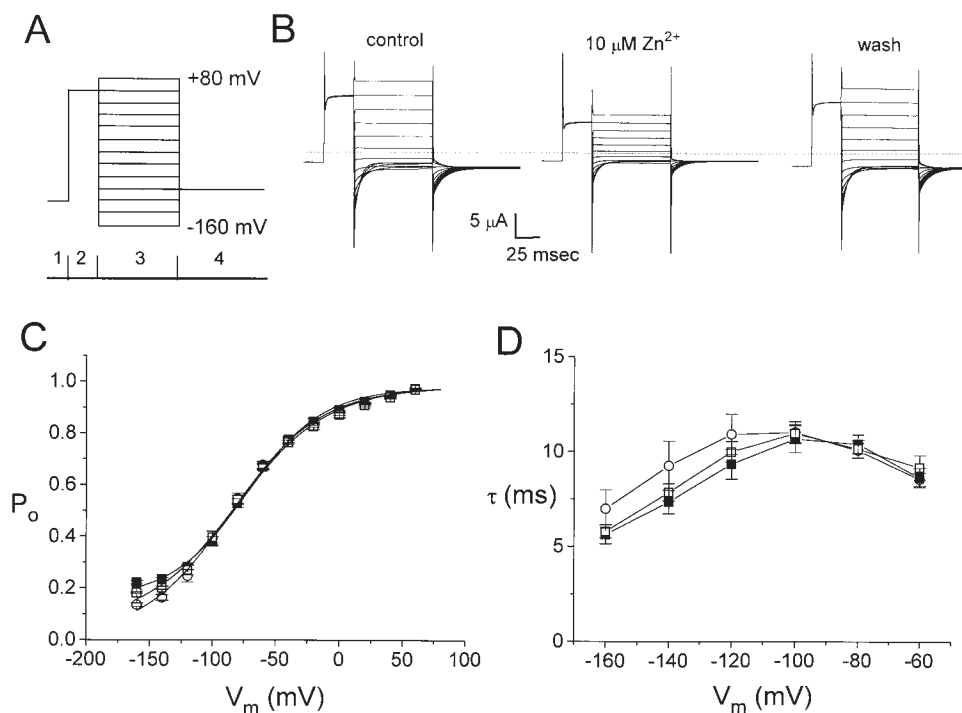 A
+80 mV
-160 mV
1 2 3 4
B
control
10 μM Zn²⁺
wash
5 μA
25 msec
C
1.0
0.8
0.6
0.4
0.2
0.0
Pₒ
-200 -150 -100 -50 0 50 100
Vₘ (mV)
D
15
10
5
0
τ (ms)
-160 -140 -120 -100 -80 -60
Vₘ (mV)